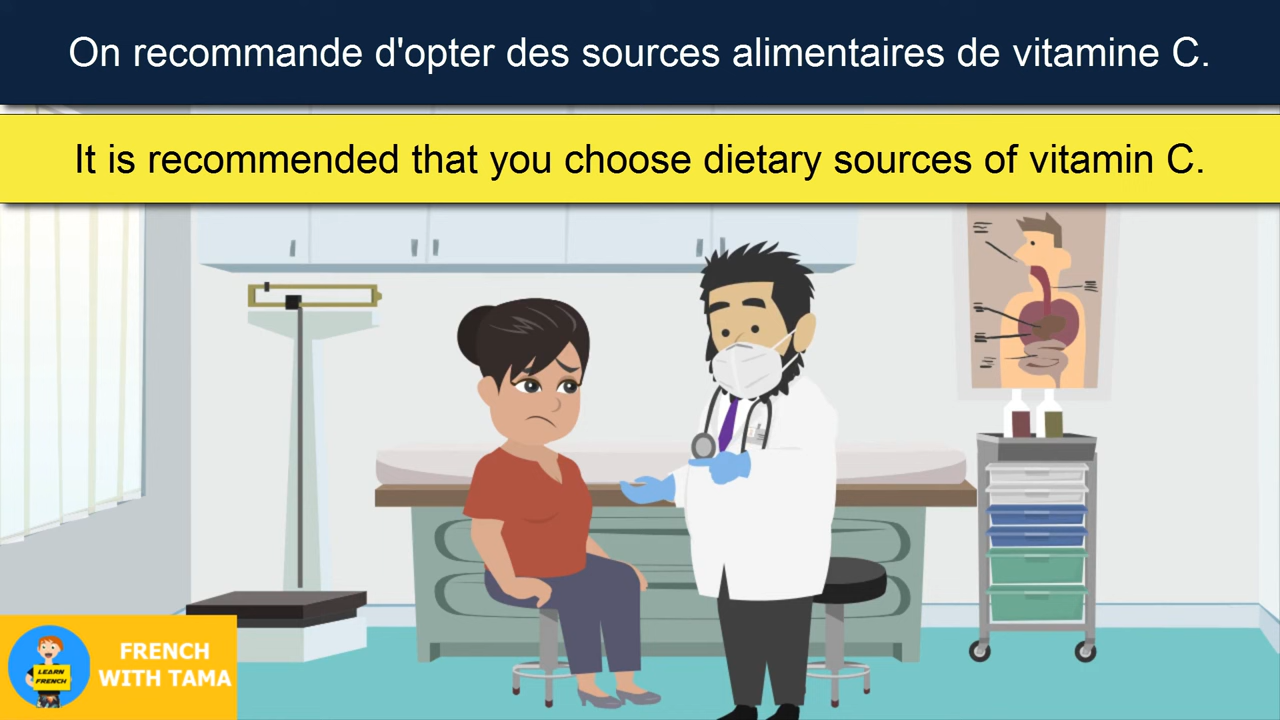 On recommande d'opter des sources alimentaires de vitamine C.
It is recommended that you choose dietary sources of vitamin C.
LEARN
FRENCH
FRENCH
WITH TAMA